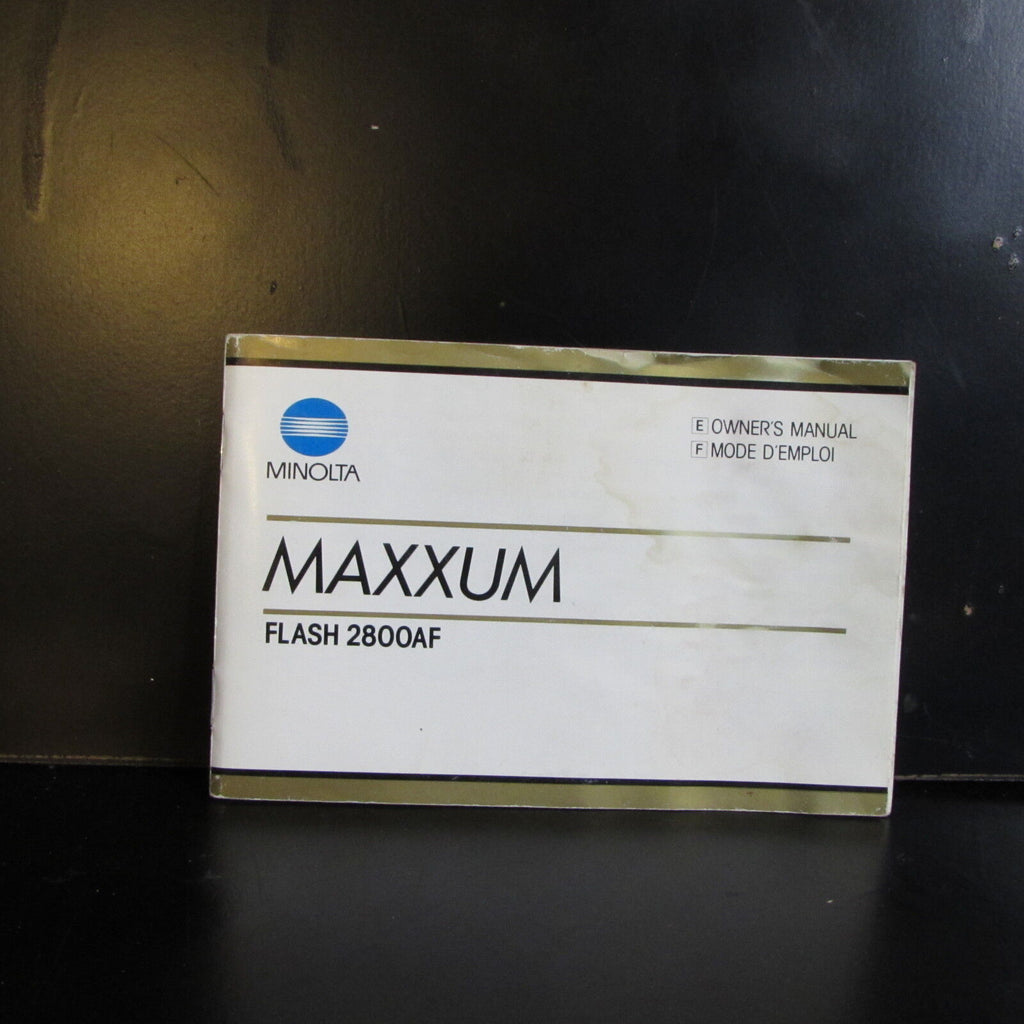 MINOLTA
E OWNER'S MANUAL
F MODE D'EMPLOI
MAXXUM
FLASH 2800AF